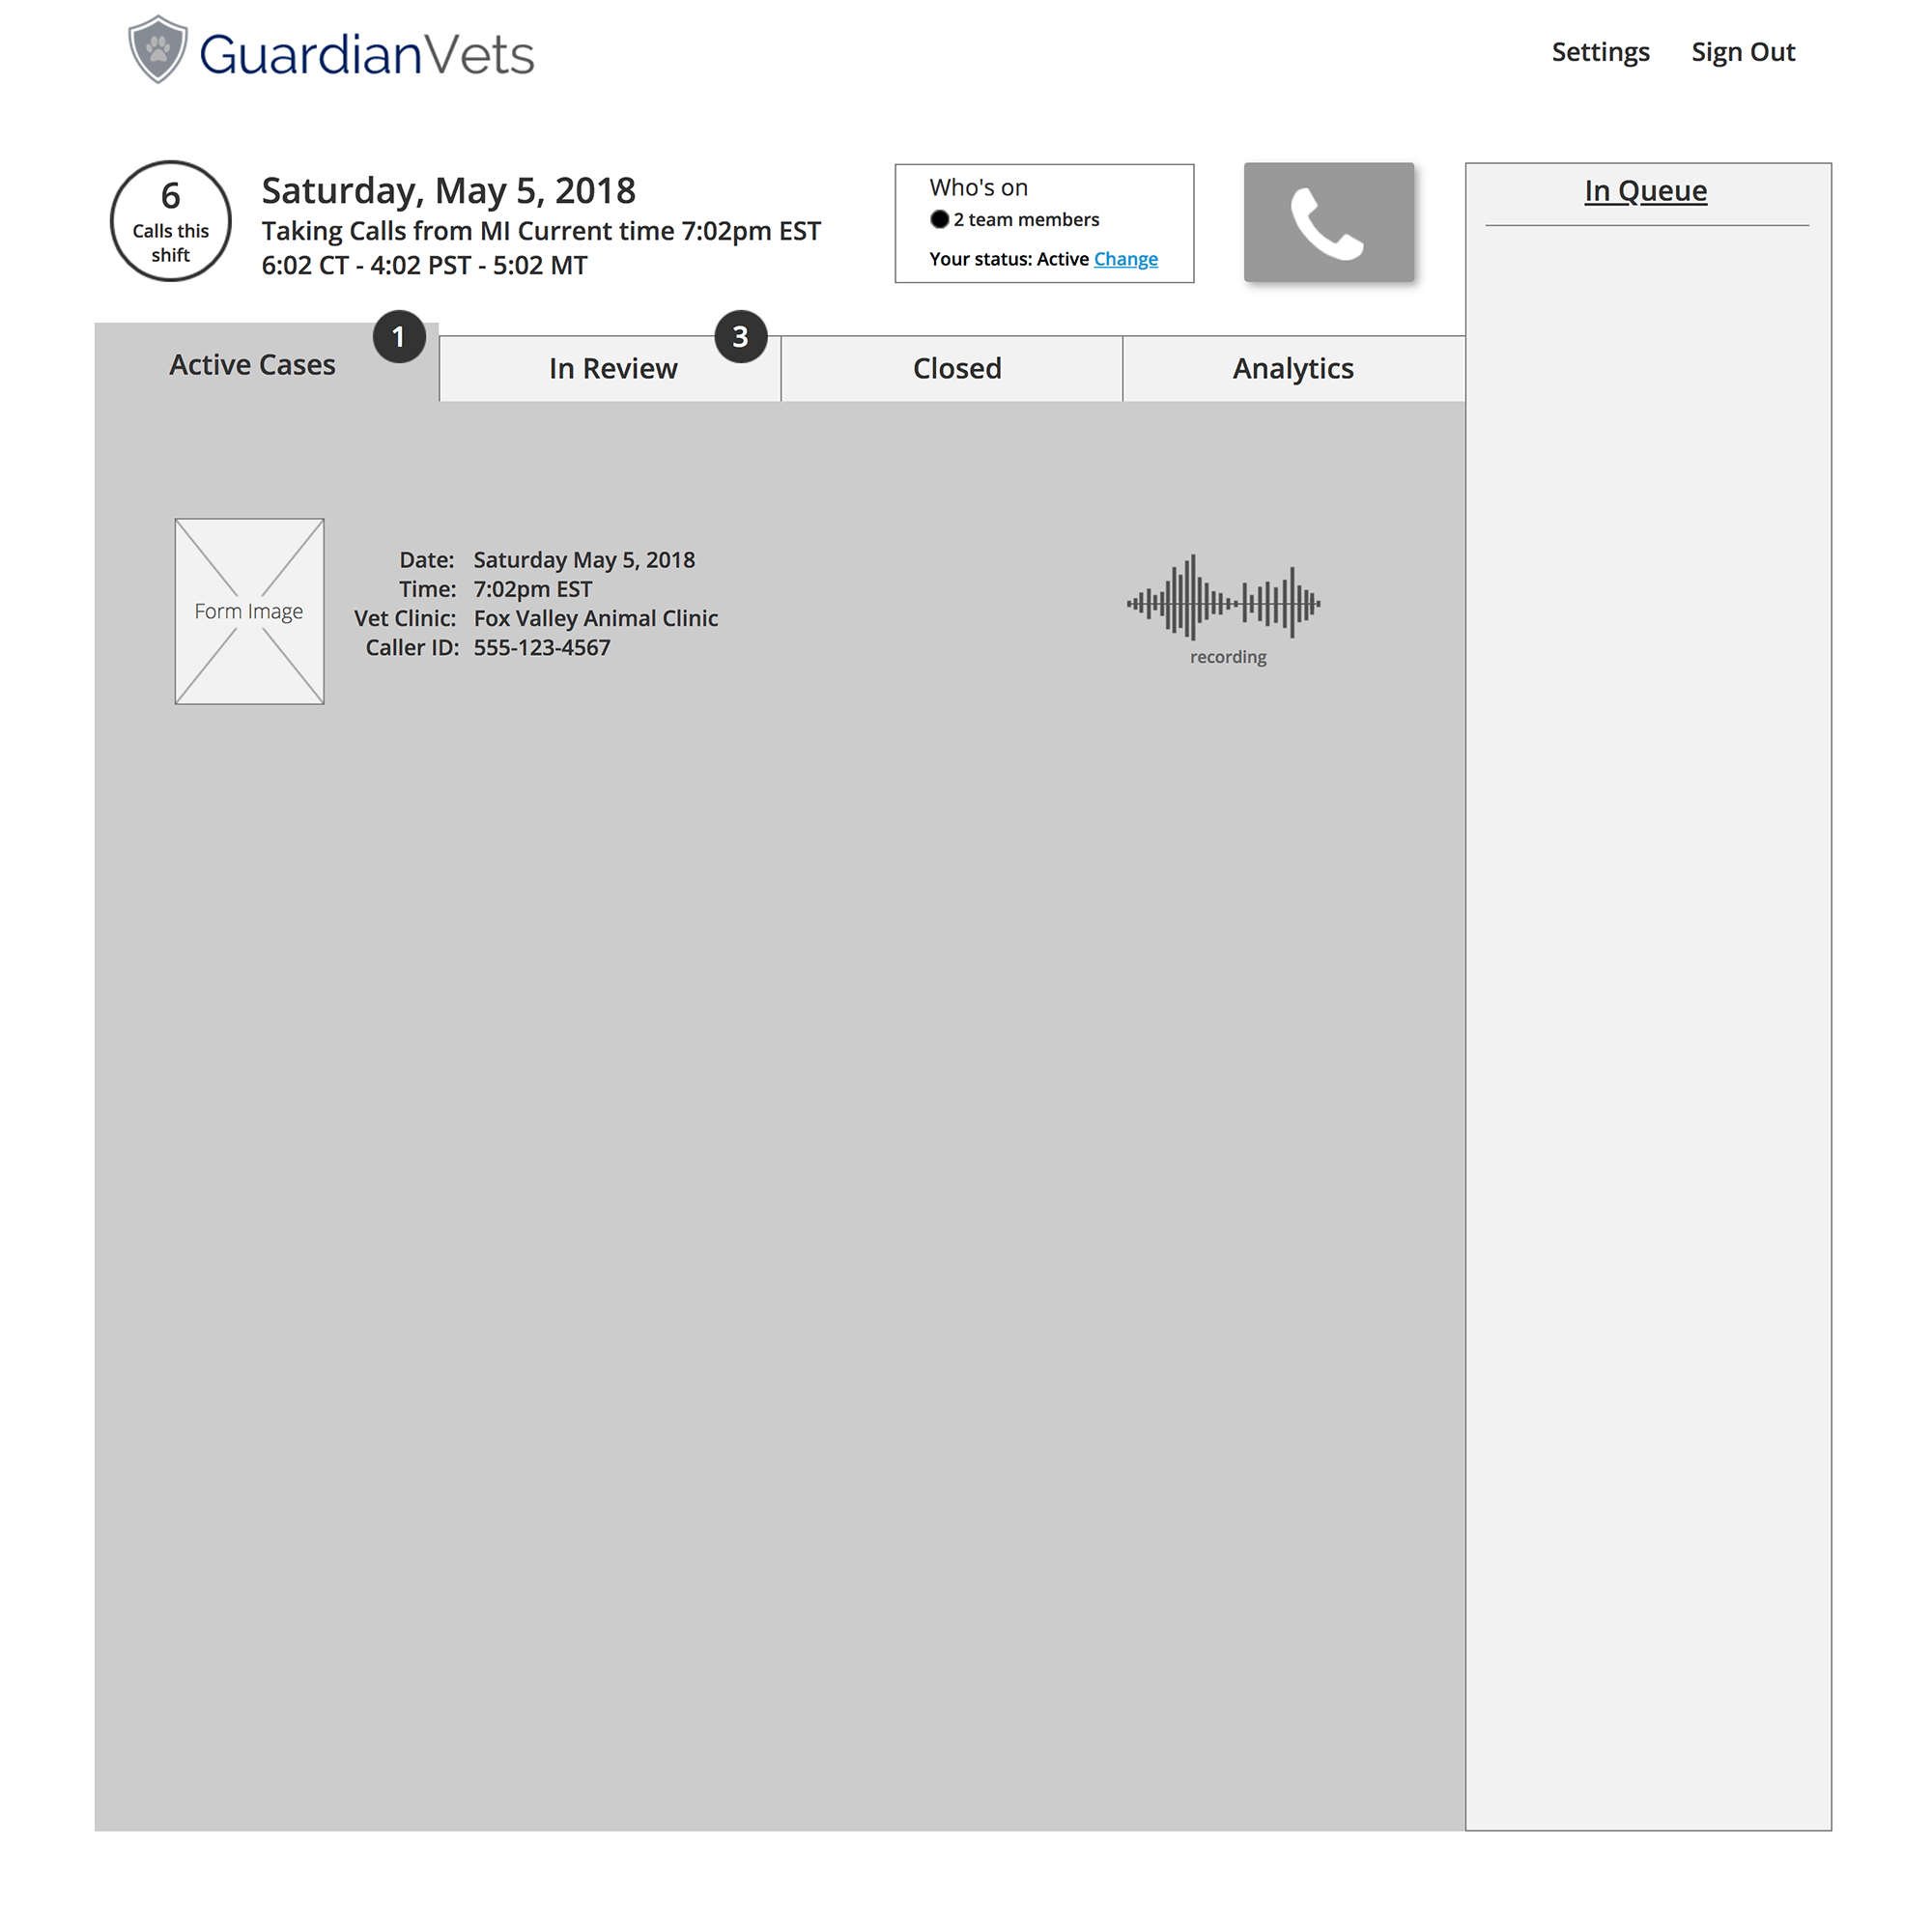 GuardianVets
Settings
Sign Out
6
Calls this
shift
Saturday, May 5, 2018
Taking Calls from MI Current time 7:02pm EST
6:02 CT - 4:02 PST - 5:02 MT
Who's on
2 team members
Your status: Active Change
In Queue
Active Cases
1
In Review
3
Closed
Analytics
Form Image
Date: Saturday May 5, 2018
Time: 7:02pm EST
Vet Clinic: Fox Valley Animal Clinic
Caller ID: 555-123-4567
recording